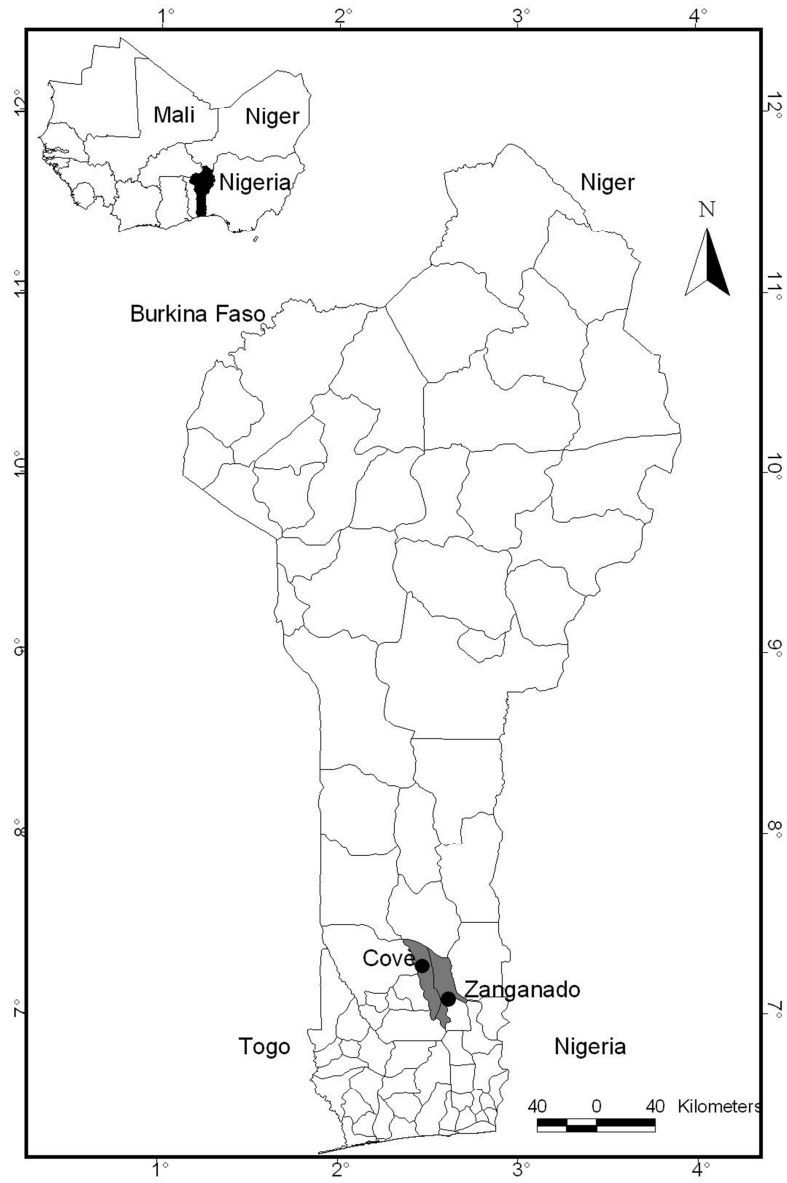 1° 2° 3° 4°
12° 12°
Mali Niger
Nigeria
Niger
N
11° 11°
Burkina Faso
10° 10°
9° 9°
8° 8°
Cove
Zanganado
7° 7°
Togo Nigeria
40 0 40 Kilometers
1° 2° 3° 4°